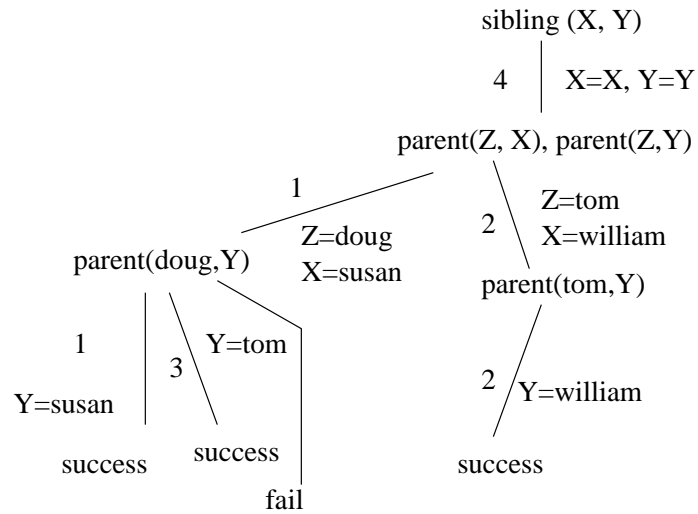 sibling (X, Y)
4
X=X, Y=Y
parent(Z, X), parent(Z,Y)
1
Z=doug
X=susan
2
Z=tom
X=william
parent(doug,Y)
parent(tom,Y)
1
Y=susan
3
Y=tom
2
Y=william
success
success
fail
success